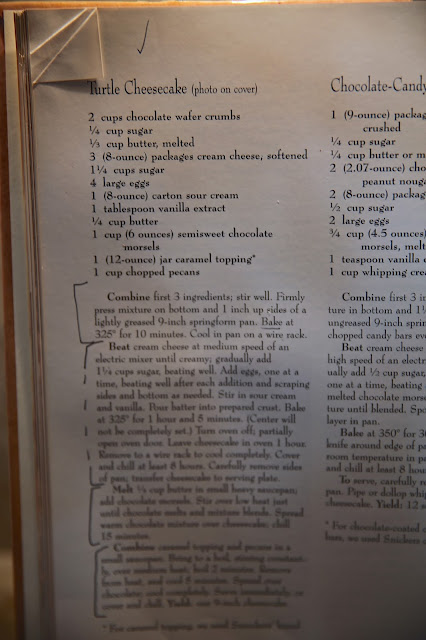 Turtle Cheesecake (photo on cover)
2 cups chocolate wafer crumbs
¼ cup sugar
⅓ cup butter, melted
3 (8-ounce) packages cream cheese, softened
1¼ cups sugar
4 large eggs
1 (8-ounce) carton sour cream
1 tablespoon vanilla extract
¼ cup butter
1 cup (6 ounces) semisweet chocolate
morsels
1 (12-ounce) jar caramel topping*
1 cup chopped pecans
Combine first 3 ingredients; stir well. Firmly
press mixture on bottom and 1 inch up sides of a
lightly greased 9-inch springform pan. Bake at
325° for 10 minutes. Cool in pan on a wire rack.
Beat cream cheese at medium speed of an
electric mixer until creamy; gradually add
1¼ cups sugar, beating well. Add eggs, one at a
time, beating well after each addition and scraping
sides and bottom as needed. Stir in sour cream
and vanilla. Pour batter into prepared crust. Bake
at 325° for 1 hour and 5 minutes. (Center will
not be completely set.) Turn oven off; partially
open oven door. Leave cheesecake in oven 1 hour.
Remove to a wire rack to cool completely. Cover
and chill at least 8 hours. Carefully remove sides
of pan; transfer cheesecake to serving plate.
Melt ¼ cup butter in small heavy saucepan;
add chocolate morsels. Stir over low heat just
until chocolate melts and mixture blends. Spread
warm chocolate mixture over cheesecake; chill
15 minutes.
Combine caramel topping and pecans in a
small saucepan. Bring to a boil, stirring constant-
ly, over medium heat; boil 2 minutes. Remove
from heat, and cool 5 minutes. Spread over
chocolate; cool completely. Serve immediately, or
cover and chill. Yield: one 9-inch cheesecake.
* For caramel topping, we used Smuckers' brand
Chocolate-Candy
1 (9-ounce)
crushed
¼ cup sugar
¼ cup butter or
2 (2.07-ounce)
peanut
2 (8-ounce)
½ cup sugar
2 large eggs
¾ cup (4.5 ounces)
morsels,
1 teaspoon vanilla
1 cup whipping
Combine first 3
in bottom and
ungreased 9-inch
chopped candy bars
Beat cream cheese
high speed of an
add ½ cup sugar,
one at a time, beating
melted chocolate
until blended.
layer in pan.
Bake at 350° for
knife around edge of
room temperature in
and chill at least 8
To serve, carefully
pan. Pipe or dollop
cheesecake. Yield: 12
* For chocolate-coated
bars, we used Snickers